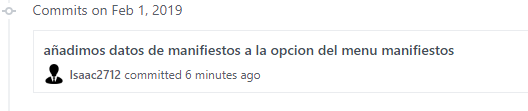 Commits on Feb 1, 2019
añadimos datos de manifiestos a la opcion del menu manifiestos
Isaac2712 committed 6 minutes ago